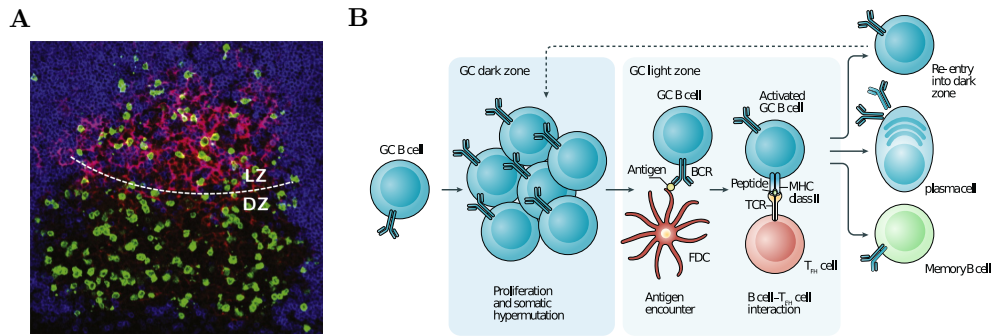 A
B
LZ
DZ
GC dark zone
GC light zone
GC B cell
GC B cell
Activated
GC B cell
Antigen
BCR
Peptide
MHC
class II
TCR
FDC
T_FH cell
Proliferation
and somatic
hypermutation
Antigen
encounter
B cell–T_FH cell
interaction
Re-entry
into dark
zone
plasma cell
Memory B cell